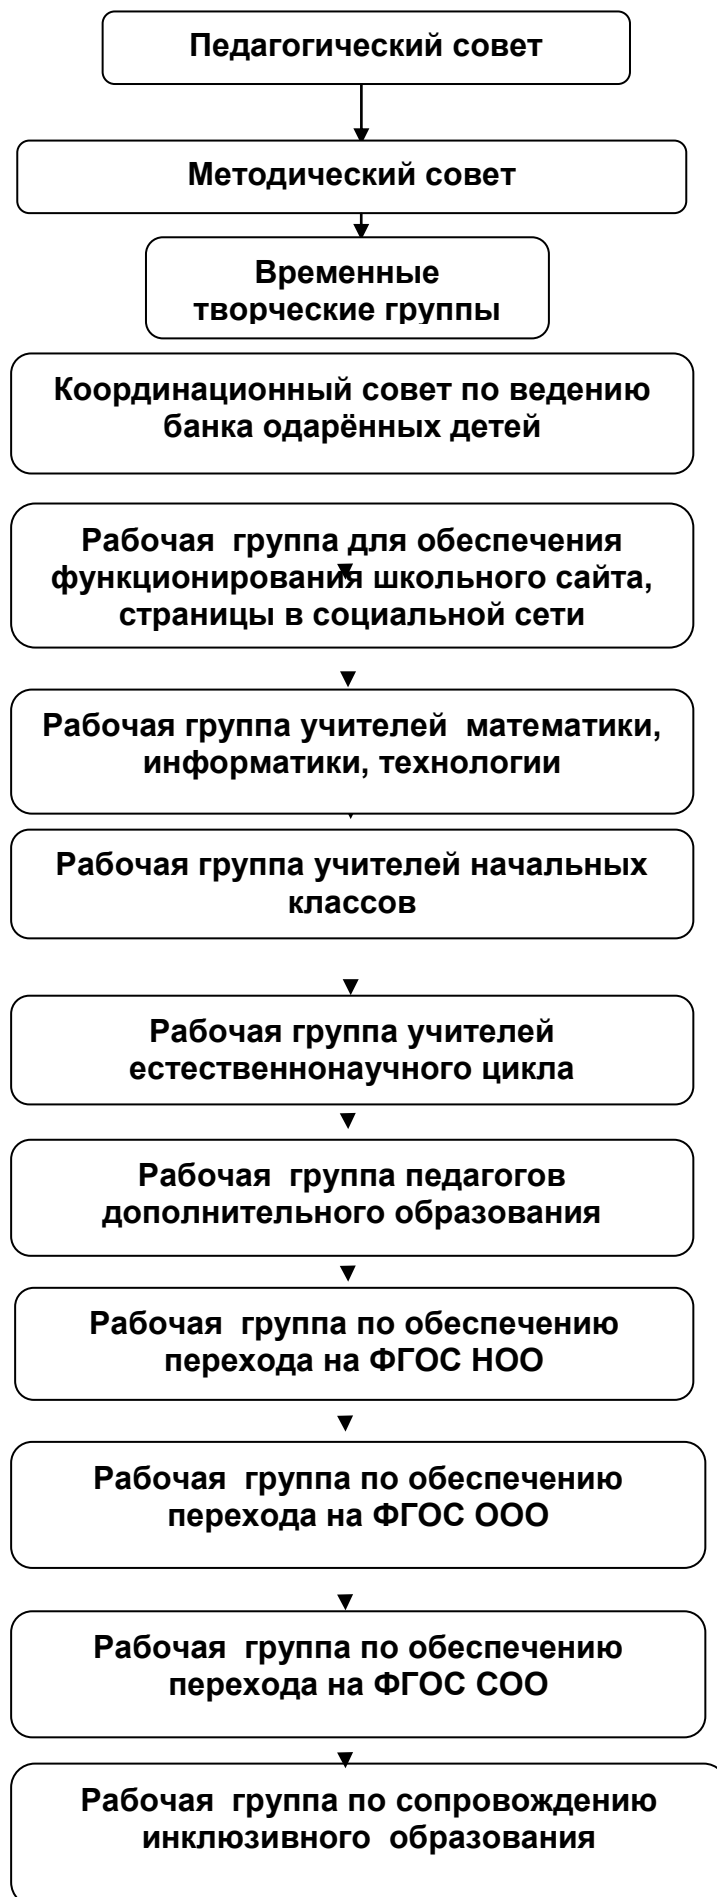 Педагогический совет
Методический совет
Временные
творческие группы
Координационный совет по ведению
банка одарённых детей
Рабочая  группа для обеспечения
функционирования школьного сайта,
страницы в социальной сети
Рабочая группа учителей  математики,
информатики, технологии
Рабочая группа учителей начальных
классов
Рабочая группа учителей
естественнонаучного цикла
Рабочая  группа педагогов
дополнительного образования
Рабочая  группа по обеспечению
перехода на ФГОС НОО
Рабочая  группа по обеспечению
перехода на ФГОС ООО
Рабочая  группа по обеспечению
перехода на ФГОС СОО
Рабочая  группа по сопровождению
инклюзивного  образования